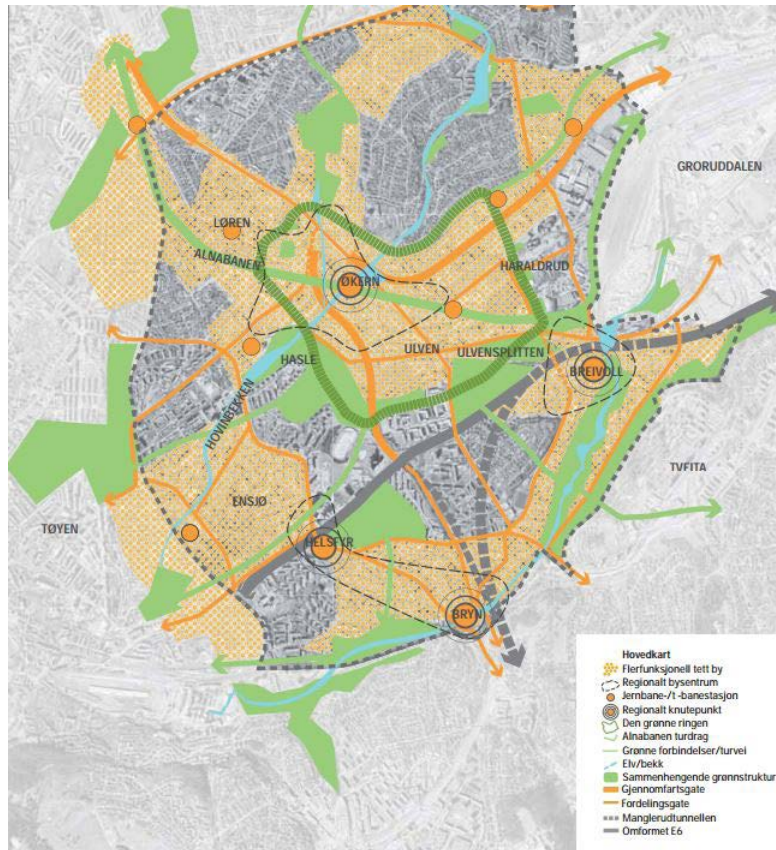 GRORUDDALEN
LØREN
ALNABANEN
HARALDRUD
ØKERN
HASLE
ULVEN
ULVENSPLITTEN
BREIVOLL
HOVINBEKKEN
TVEITA
ENSJØ
TØYEN
HELSFYR
BRYN
Hovedkart
Flerfunksjonell tett by
Regionalt bysentrum
Jernbane-/t -banestasjon
Regionalt knutepunkt
Den grønne ringen
Alnabanen turdrag
Grønne forbindelser/turvei
Elv/bekk
Sammenhengende grønnstruktur
Gjennomfartsgate
Fordelingsgate
Manglerudtunnellen
Omformet E6